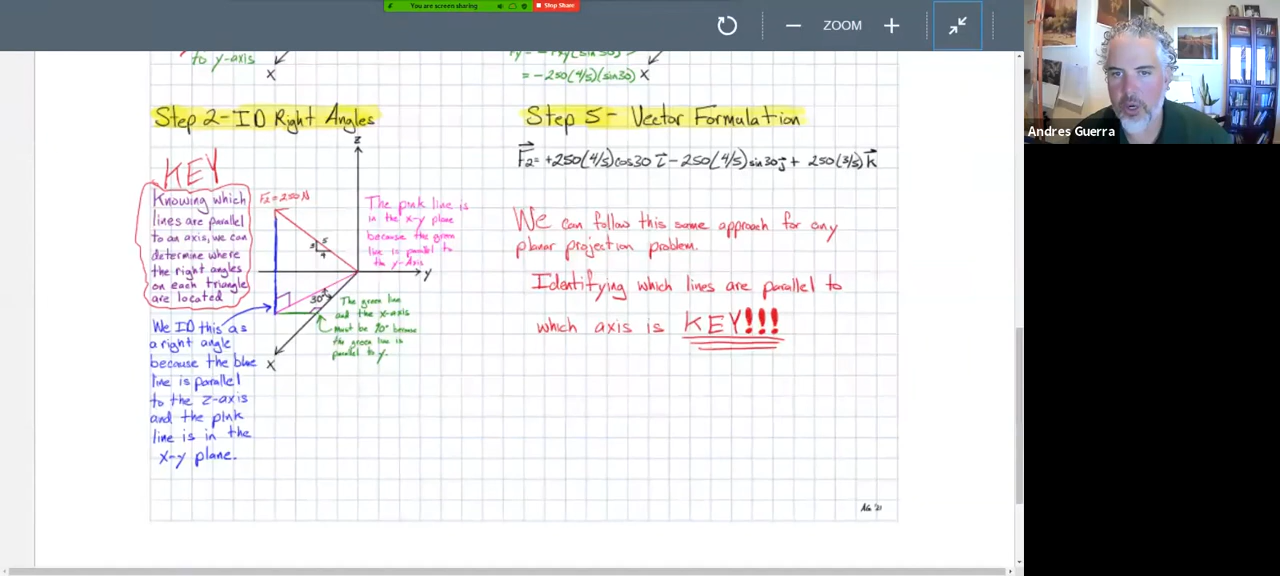 You are screen sharing
Stop Share
ZOOM
to y-axis
X
= -250(4/5)(sin30)
X
Step 2-ID Right Angles
KEY
Knowing which
lines are parallel
to an axis, we can
determine where
the right angles
on each triangle
are located
We ID this as
a right angle
because the blue
line is parallel
to the z-axis
and the pink
line is in the
x-y plane.
z
F2=250 N
3
5
4
The pink line is
in the x-y plane
because the green
line is parallel to
the y-Axis
y
30°
The green line
and the x-axis
must be 90° because
the green line is
parallel to y.
X
Step 5- Vector Formulation
F2= +250(4/5)cos30 i - 250(4/5)sin30 j + 250(3/5) k
We can follow this same approach for any
planar projection problem.
Identifying which lines are parallel to
which axis is KEY!!!
AG '21
Andres Guerra